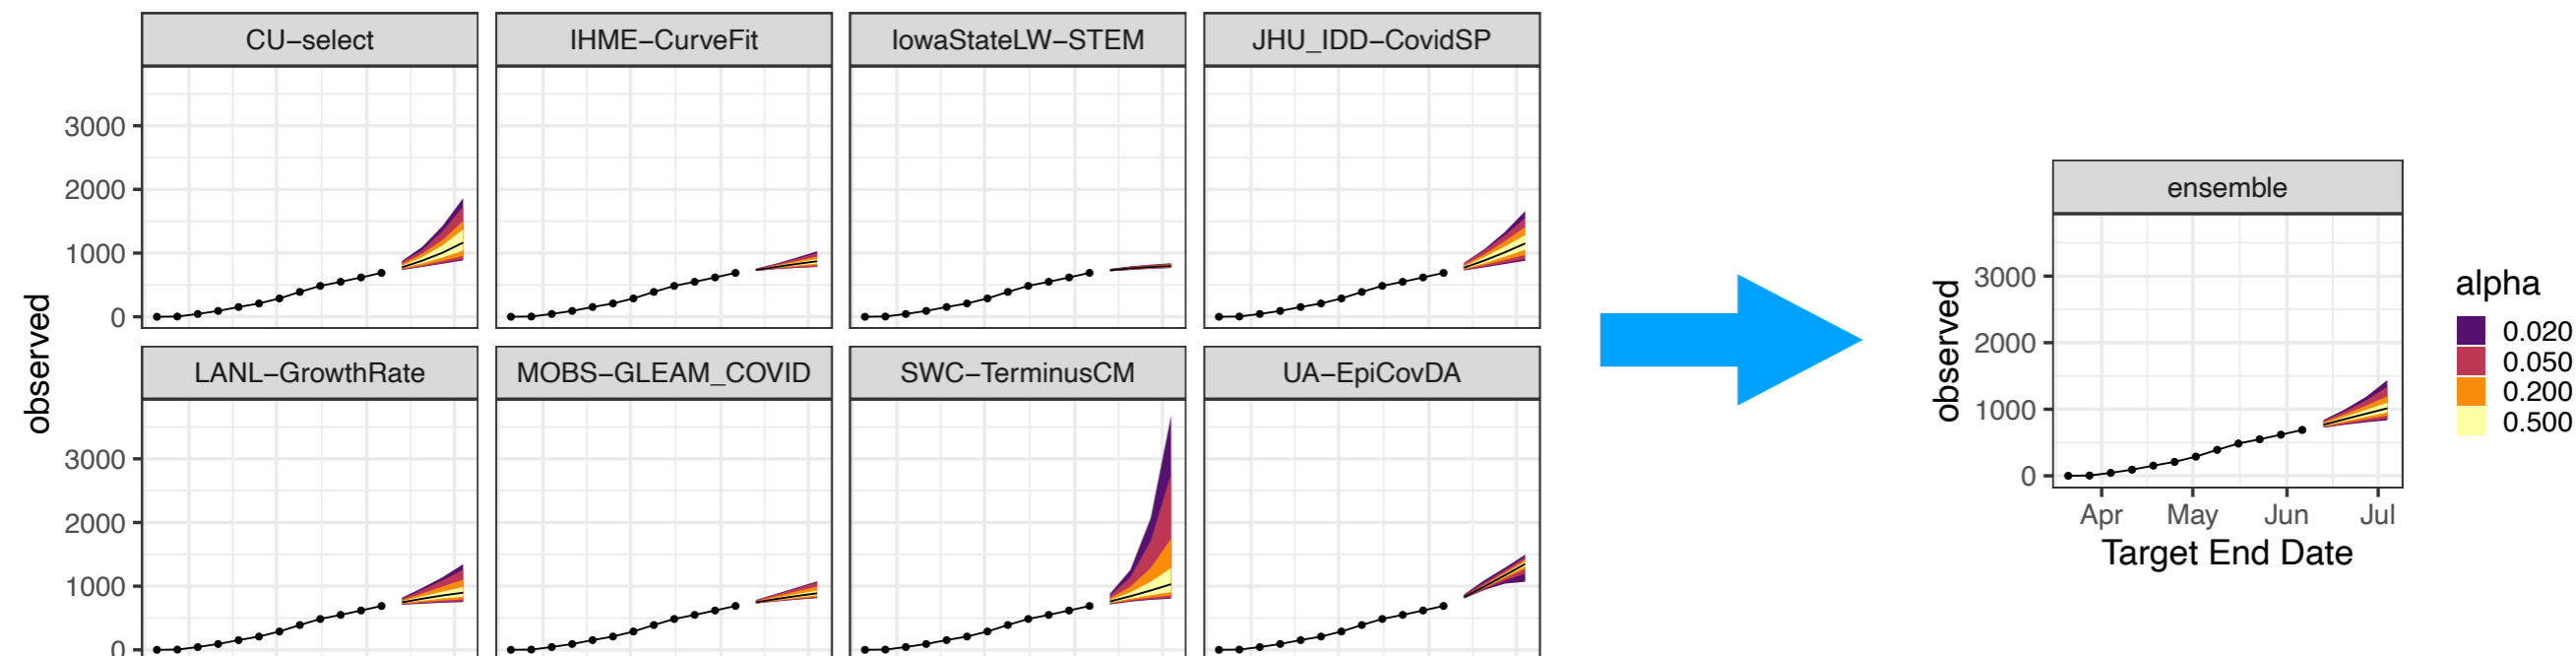 CU−select
IHME−CurveFit
IowaStateLW−STEM
JHU_IDD−CovidSP
3000
2000
1000
0
observed
LANL−GrowthRate
MOBS−GLEAM_COVID
SWC−TerminusCM
UA−EpiCovDA
3000
2000
1000
0
ensemble
observed
3000
2000
1000
0
Apr May Jun Jul
Target End Date
alpha
0.020
0.050
0.200
0.500